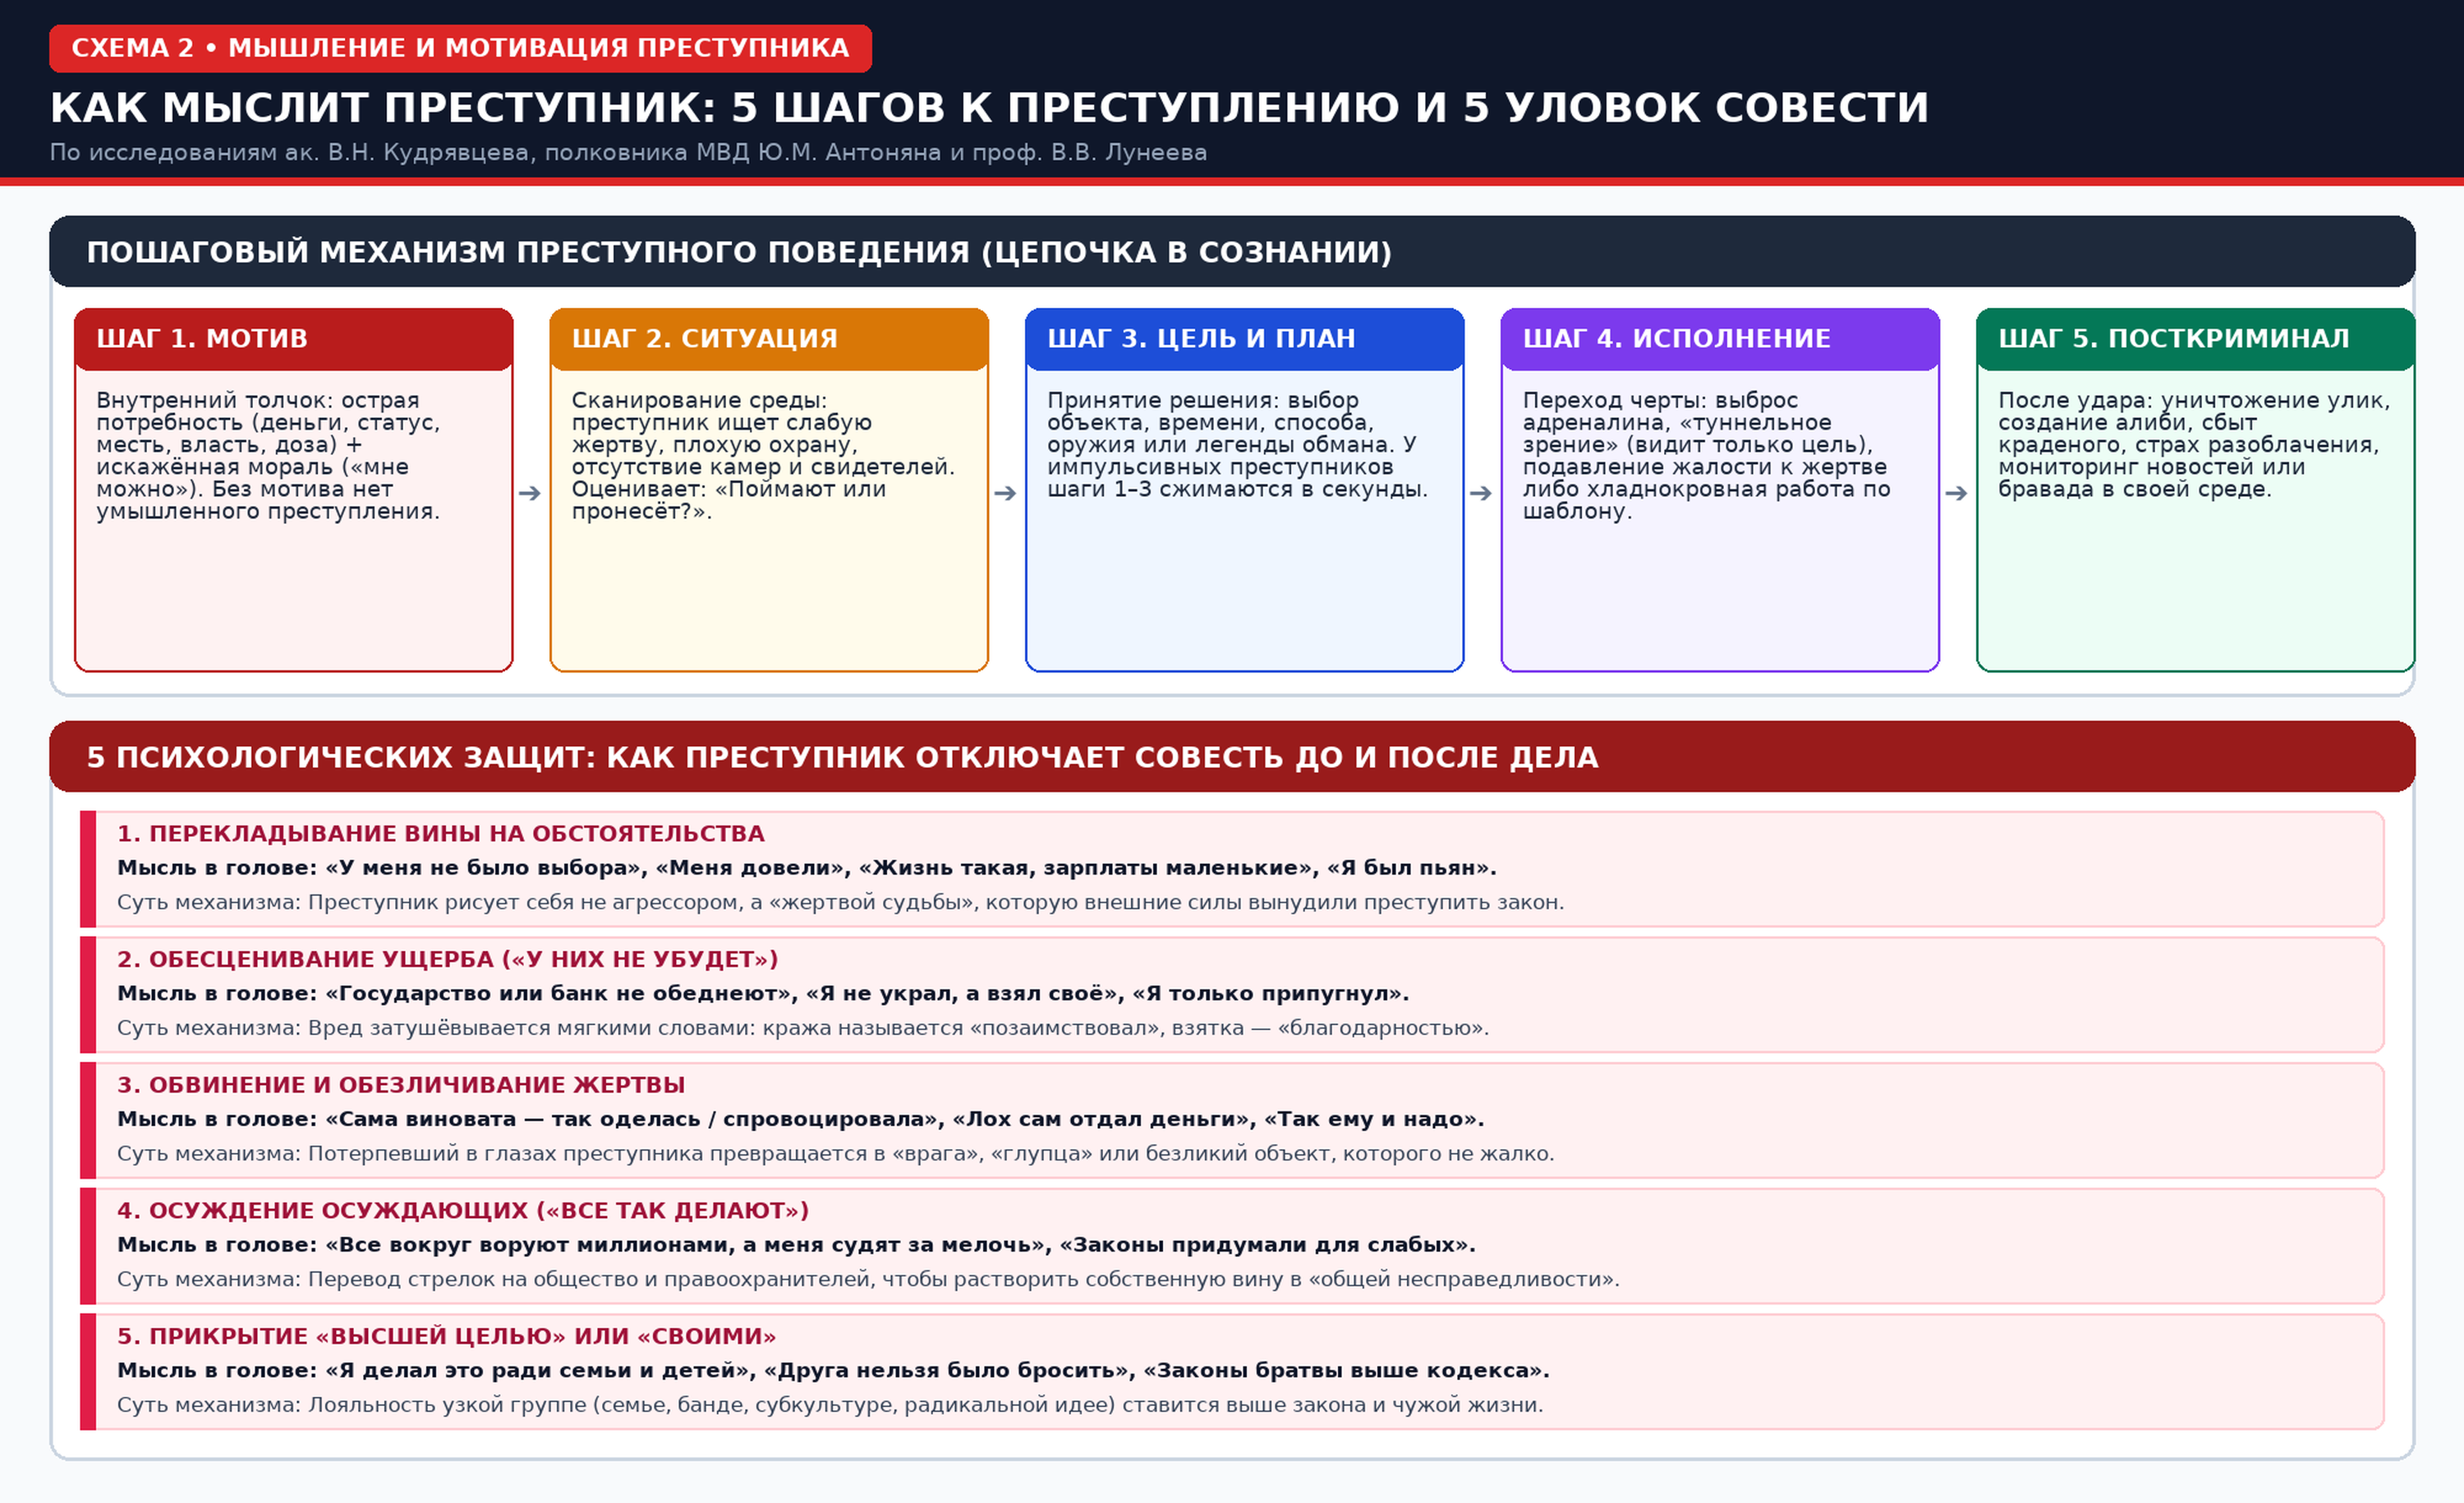 СХЕМА 2 • МЫШЛЕНИЕ И МОТИВАЦИЯ ПРЕСТУПНИКА
КАК МЫСЛИТ ПРЕСТУПНИК: 5 ШАГОВ К ПРЕСТУПЛЕНИЮ И 5 УЛОВОК СОВЕСТИ
По исследованиям ак. В.Н. Кудрявцева, полковника МВД Ю.М. Антоняна и проф. В.В. Лунеева
ПОШАГОВЫЙ МЕХАНИЗМ ПРЕСТУПНОГО ПОВЕДЕНИЯ (ЦЕПОЧКА В СОЗНАНИИ)
ШАГ 1. МОТИВ
Внутренний толчок: острая
потребность (деньги, статус,
месть, власть, доза) +
искажённая мораль («мне
можно»). Без мотива нет
умышленного преступления.
➔
ШАГ 2. СИТУАЦИЯ
Сканирование среды:
преступник ищет слабую
жертву, плохую охрану,
отсутствие камер и свидетелей.
Оценивает: «Поймают или
пронесёт?».
➔
ШАГ 3. ЦЕЛЬ И ПЛАН
Принятие решения: выбор
объекта, времени, способа,
оружия или легенды обмана. У
импульсивных преступников
шаги 1–3 сжимаются в секунды.
➔
ШАГ 4. ИСПОЛНЕНИЕ
Переход черты: выброс
адреналина, «туннельное
зрение» (видит только цель),
подавление жалости к жертве
либо хладнокровная работа по
шаблону.
➔
ШАГ 5. ПОСТКРИМИНАЛ
После удара: уничтожение улик,
создание алиби, сбыт
краденого, страх разоблачения,
мониторинг новостей или
бравада в своей среде.
5 ПСИХОЛОГИЧЕСКИХ ЗАЩИТ: КАК ПРЕСТУПНИК ОТКЛЮЧАЕТ СОВЕСТЬ ДО И ПОСЛЕ ДЕЛА
1. ПЕРЕКЛАДЫВАНИЕ ВИНЫ НА ОБСТОЯТЕЛЬСТВА
Мысль в голове: «У меня не было выбора», «Меня довели», «Жизнь такая, зарплаты маленькие», «Я был пьян».
Суть механизма: Преступник рисует себя не агрессором, а «жертвой судьбы», которую внешние силы вынудили преступить закон.
2. ОБЕСЦЕНИВАНИЕ УЩЕРБА («У НИХ НЕ УБУДЕТ»)
Мысль в голове: «Государство или банк не обеднеют», «Я не украл, а взял своё», «Я только припугнул».
Суть механизма: Вред затушёвывается мягкими словами: кража называется «позаимствовал», взятка — «благодарностью».
3. ОБВИНЕНИЕ И ОБЕЗЛИЧИВАНИЕ ЖЕРТВЫ
Мысль в голове: «Сама виновата — так оделась / спровоцировала», «Лох сам отдал деньги», «Так ему и надо».
Суть механизма: Потерпевший в глазах преступника превращается в «врага», «глупца» или безликий объект, которого не жалко.
4. ОСУЖДЕНИЕ ОСУЖДАЮЩИХ («ВСЕ ТАК ДЕЛАЮТ»)
Мысль в голове: «Все вокруг воруют миллионами, а меня судят за мелочь», «Законы придумали для слабых».
Суть механизма: Перевод стрелок на общество и правоохранителей, чтобы растворить собственную вину в «общей несправедливости».
5. ПРИКРЫТИЕ «ВЫСШЕЙ ЦЕЛЬЮ» ИЛИ «СВОИМИ»
Мысль в голове: «Я делал это ради семьи и детей», «Друга нельзя было бросить», «Законы братвы выше кодекса».
Суть механизма: Лояльность узкой группе (семье, банде, субкультуре, радикальной идее) ставится выше закона и чужой жизни.